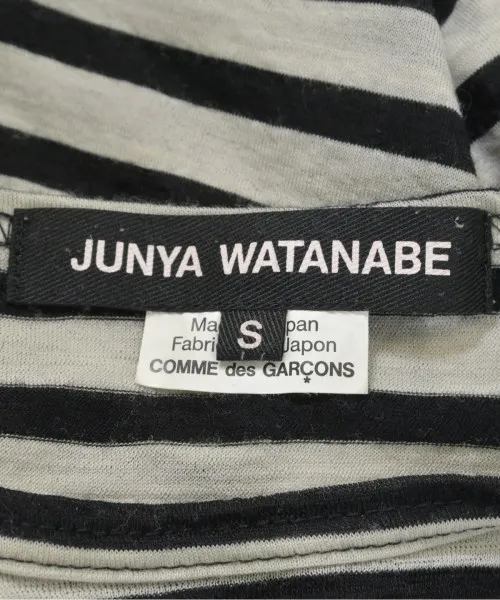 JUNYA WATANABE
S
COMME des GARÇONS
Japon